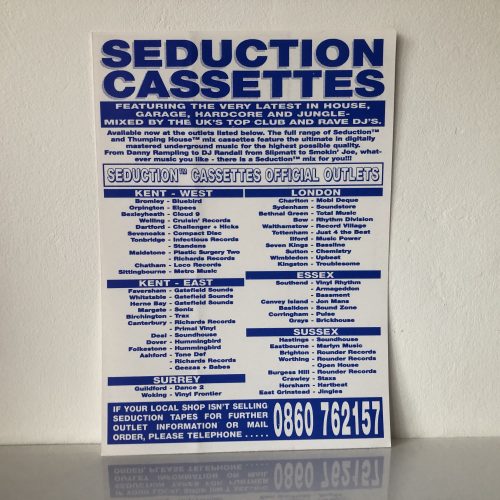 SEDUCTION
CASSETTES
FEATURING THE VERY LATEST IN HOUSE,
GARAGE, HARDCORE AND JUNGLE-
MIXED BY THE UK'S TOP CLUB AND RAVE DJ'S.
Available now at the outlets listed below. The full range of Seduction™
and Thumping House™ mix cassettes feature the ultimate in digitally
mastered underground music for the highest possible quality.
From Danny Rampling to DJ Randall from Slipmatt to Smokin' Joe, what-
ever music you like - there is a Seduction™ mix for you!!!
SEDUCTION™ CASSETTES OFFICIAL OUTLETS
KENT - WEST
Bromley - Bluebird
Orpington - Elpees
Bexleyheath - Cloud 9
Welling - Cruisin' Records
Dartford - Challenger + Hicks
Sevenoaks - Compact Disc
Tonbridge - Infectious Records
- Standens
Maidstone - Plastic Surgery Two
- Richards Records
Chatham - Loco Records
Sittingbourne - Metro Music
KENT - EAST
Faversham - Gatefield Sounds
Whitstable - Gatefield Sounds
Herne Bay - Gatefield Sounds
Margate - Sonix
Birchington - Trax
Canterbury - Richards Records
- Primal Vinyl
Deal - Soundhouse
Dover - Hummingbird
Folkestone - Hummingbird
Ashford - Tone Def
- Richards Records
- Geezas + Babes
SURREY
Guildford - Dance 2
Woking - Vinyl Frontier
LONDON
Charlton - Mobi Deque
Sydenham - Soundstore
Bethnal Green - Total Music
Bow - Rhythm Division
Walthamstow - Record Village
Tottenham - Just 4 the Beat
Ilford - Music Power
Seven Kings - Bassline
Sutton - Chemistry
Wimbledon - Upbeat
Kingston - Troublesome
ESSEX
Southend - Vinyl Rhythm
- Armageddon
- Basement
Canvey Island - Jon Mans
Basildon - Sound Zone
Corringham - Pulse
Grays - Brickhouse
SUSSEX
Hastings - Soundhouse
Eastbourne - Marlyn Music
Brighton - Rounder Records
Worthing - Rounder Records
- Open House
Burgess Hill - Rounder Records
Crawley - Staxx
Horsham - Hartbeat
East Grinstead - Jingles
IF YOUR LOCAL SHOP ISN'T SELLING
SEDUCTION TAPES FOR FURTHER
OUTLET INFORMATION OR MAIL
ORDER, PLEASE TELEPHONE . . . . .
0860 762157